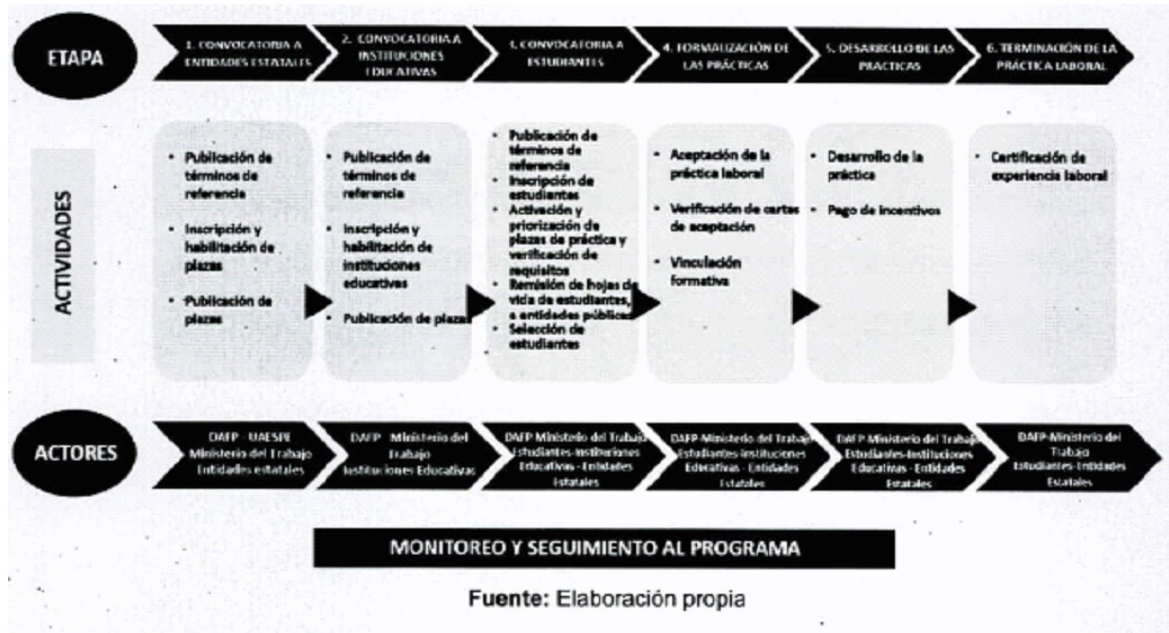 ETAPA
1. CONVOCATORIA A
ENTIDADES ESTATALES
2. CONVOCATORIA A
INSTITUCIONES
EDUCATIVAS
3. CONVOCATORIA A
ESTUDIANTES
4. FORMALIZACIÓN DE
LAS PRÁCTICAS
5. DESARROLLO DE LAS
PRACTICAS
6. TERMINACIÓN DE LA
PRÁCTICA LABORAL
ACTIVIDADES
• Publicación de
términos de
referencia
• Inscripción y
habilitación de
plazas
• Publicación de
plazas
• Publicación de
términos de
referencia
• Inscripción y
habilitación de
instituciones
educativas
• Publicación de plazas
• Publicación de
términos de
referencia
• Inscripción de
estudiantes
• Activación y
priorización de
plazas de práctica y
verificación de
requisitos
• Remisión de hojas de
vida de estudiantes,
a entidades públicas
• Selección de
estudiantes
• Aceptación de la
práctica laboral
• Verificación de cartas
de aceptación
• Vinculación
formativa
• Desarrollo de la
práctica
• Pago de incentivos
• Certificación de
experiencia laboral
ACTORES
DAFP - UAESPE
Ministerio del Trabajo
Entidades estatales
DAFP - Ministerio del
Trabajo
Instituciones Educativas
DAFP-Ministerio del Trabajo
Estudiantes-Instituciones
Educativas - Entidades
Estatales
DAFP-Ministerio del Trabajo
Estudiantes-Instituciones
Educativas - Entidades
Estatales
DAFP-Ministerio del Trabajo
Estudiantes-Instituciones
Educativas - Entidades
Estatales
DAFP-Ministerio del
Trabajo
Estudiantes-Entidades
Estatales
MONITOREO Y SEGUIMIENTO AL PROGRAMA
Fuente: Elaboración propia